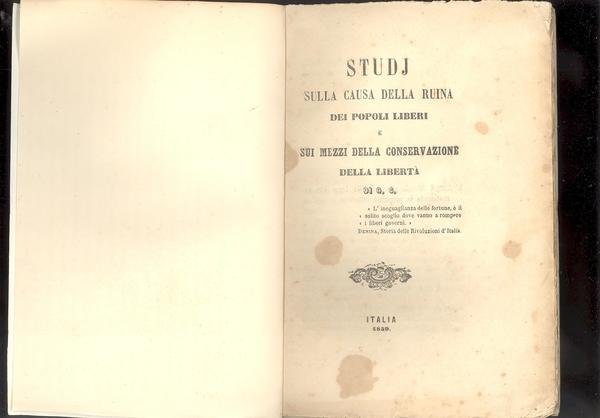 STUDJ
SULLA CAUSA DELLA RUINA
DEI POPOLI LIBERI
E
SUI MEZZI DELLA CONSERVAZIONE
DELLA LIBERTÀ
DI G. C.
« L' ineguaglianza delle fortune, è il
« solito scoglio dove vanno a rompere
« i liberi governi. »
DENINA, Storia delle Rivoluzioni d' Italia.
ITALIA
1850.